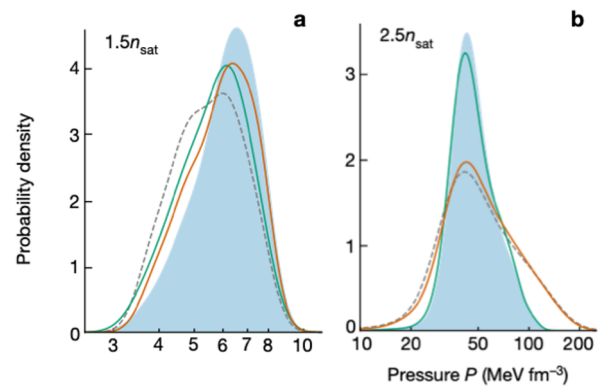 a
1.5nsat
Probability density
4
3
2
1
0
3 4 5 6 7 8 10
b
2.5nsat
3
2
1
0
10 20 50 100 200
Pressure P (MeV fm–3)